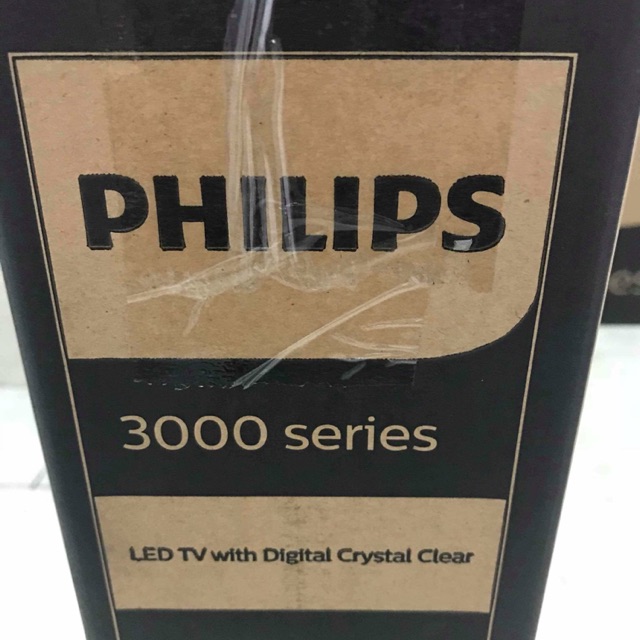 PHILIPS
3000 series
LED TV with Digital Crystal Clear